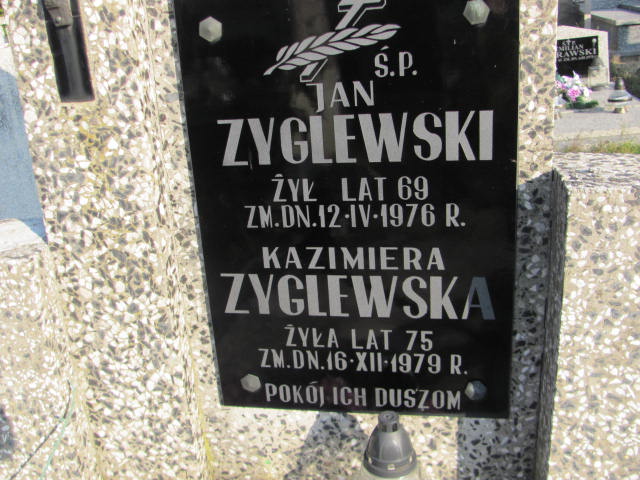 Ś.P.
JAN
ZYGLEWSKI
ŻYŁ LAT 69
ZM.DN.12·IV·1976 R.
KAZIMIERA
ZYGLEWSKA
ŻYŁA LAT 75
ZM.DN.16·XII·1979 R.
POKÓJ ICH DUSZOM